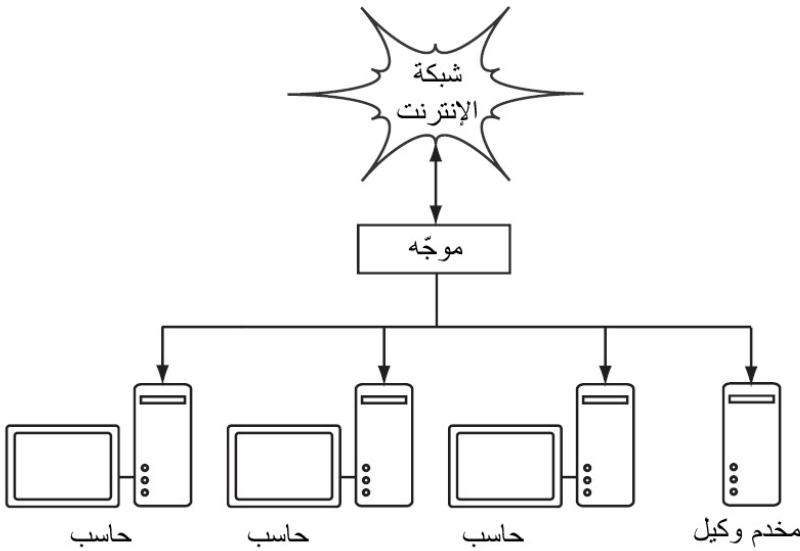 شبكة
الإنترنت
موجّه
حاسب
حاسب
حاسب
مخدم وكيل